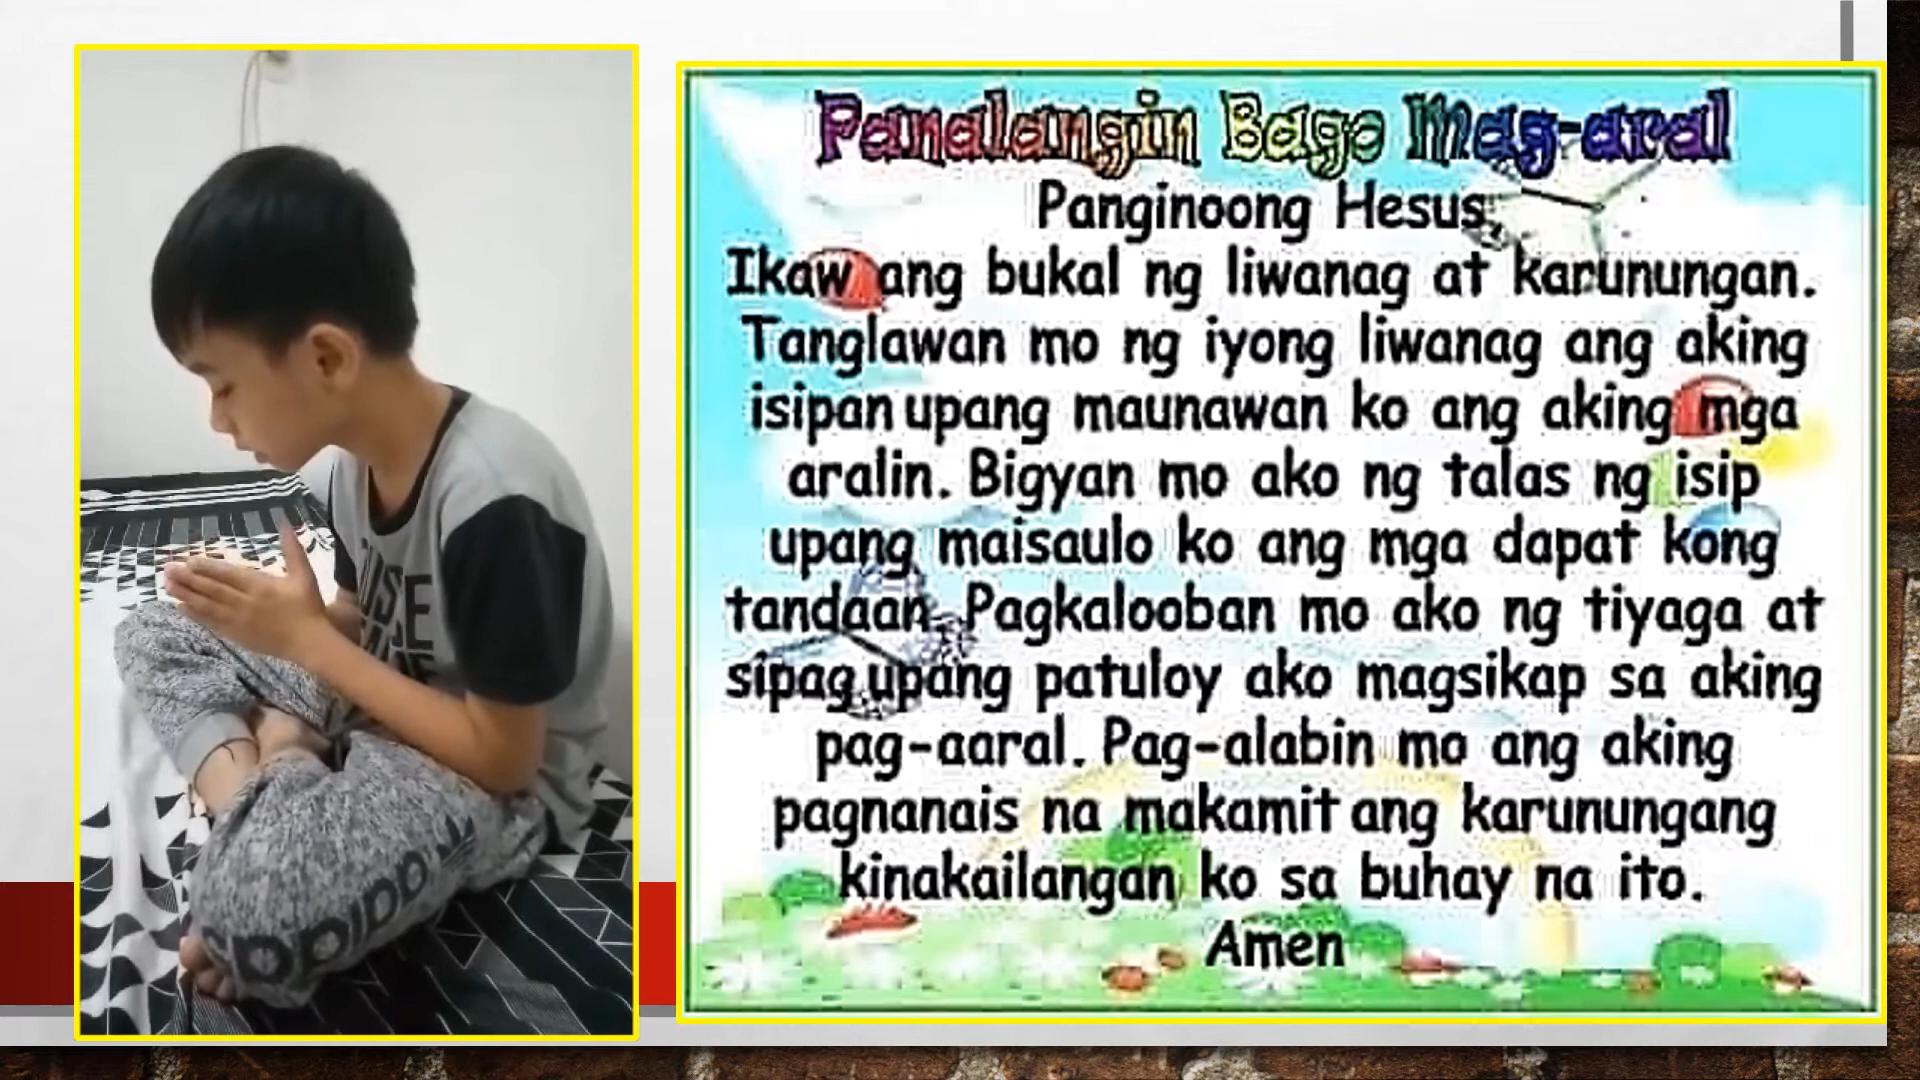 Panalangin Bago Mag-aral
Panginoong Hesus,
Ikaw ang bukal ng liwanag at karunungan.
Tanglawan mo ng iyong liwanag ang aking
isipan upang maunawan ko ang aking mga
aralin. Bigyan mo ako ng talas ng isip
upang maisaulo ko ang mga dapat kong
tandaan. Pagkalooban mo ako ng tiyaga at
sipag upang patuloy ako magsikap sa aking
pag-aaral. Pag-alabin mo ang aking
pagnanais na makamit ang karunungang
kinakailangan ko sa buhay na ito.
Amen
adidas